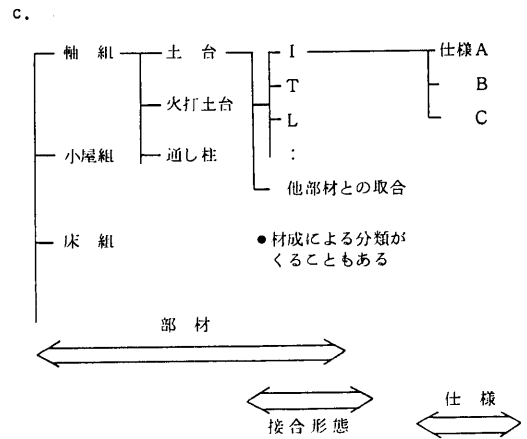 c.
軸組 土台 I 仕様A
火打土台 T B
L C
小屋組 通し柱 :
他部材との取合
床組 ●材成による分類が
くることもある
部材
接合形態 仕様